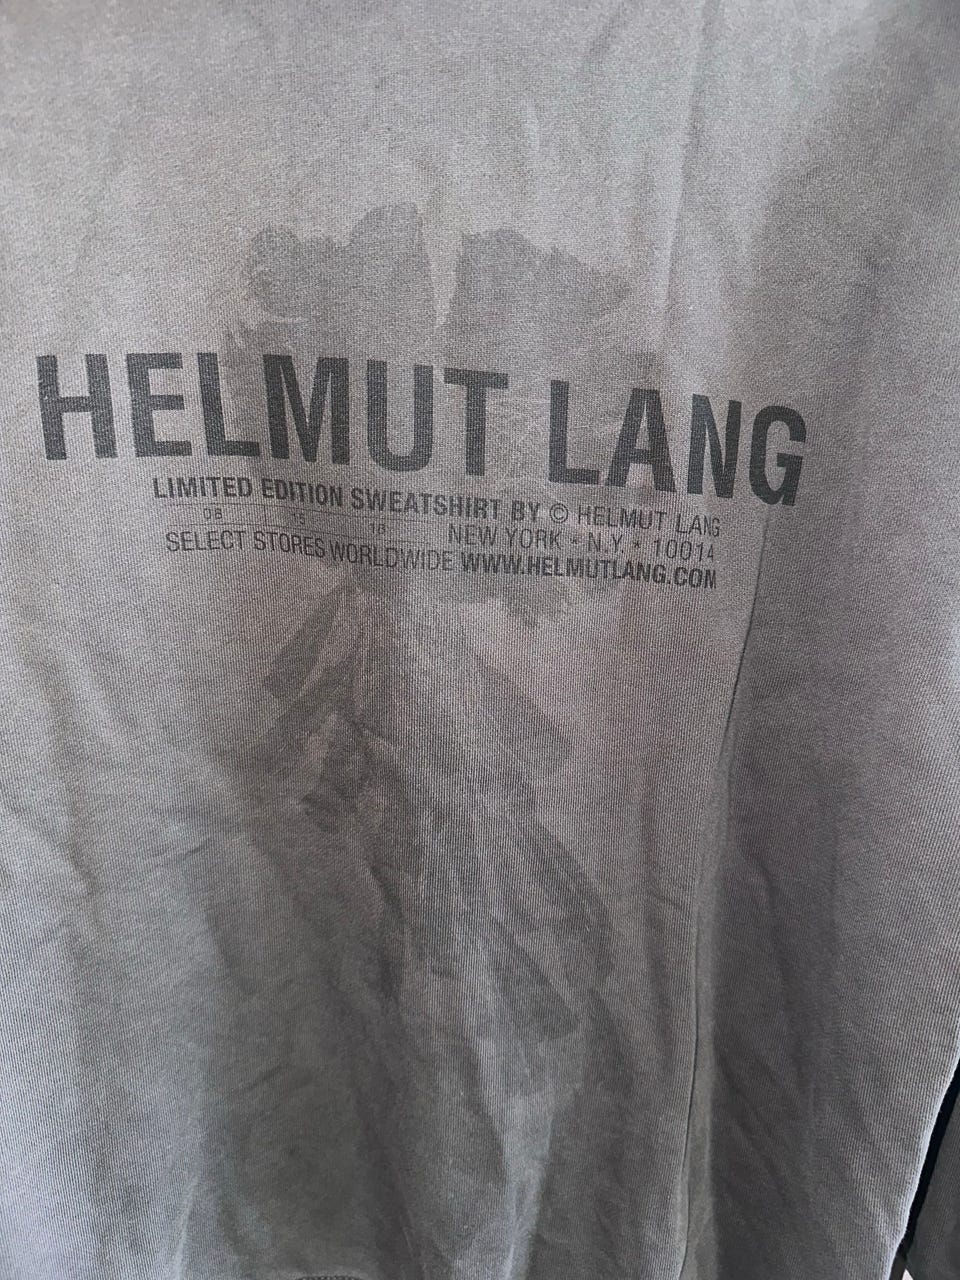 HELMUT LANG
LIMITED EDITION SWEATSHIRT BY © HELMUT LANG
08 15 18 NEW YORK - N.Y. * 10014
SELECT STORES WORLDWIDE WWW.HELMUTLANG.COM